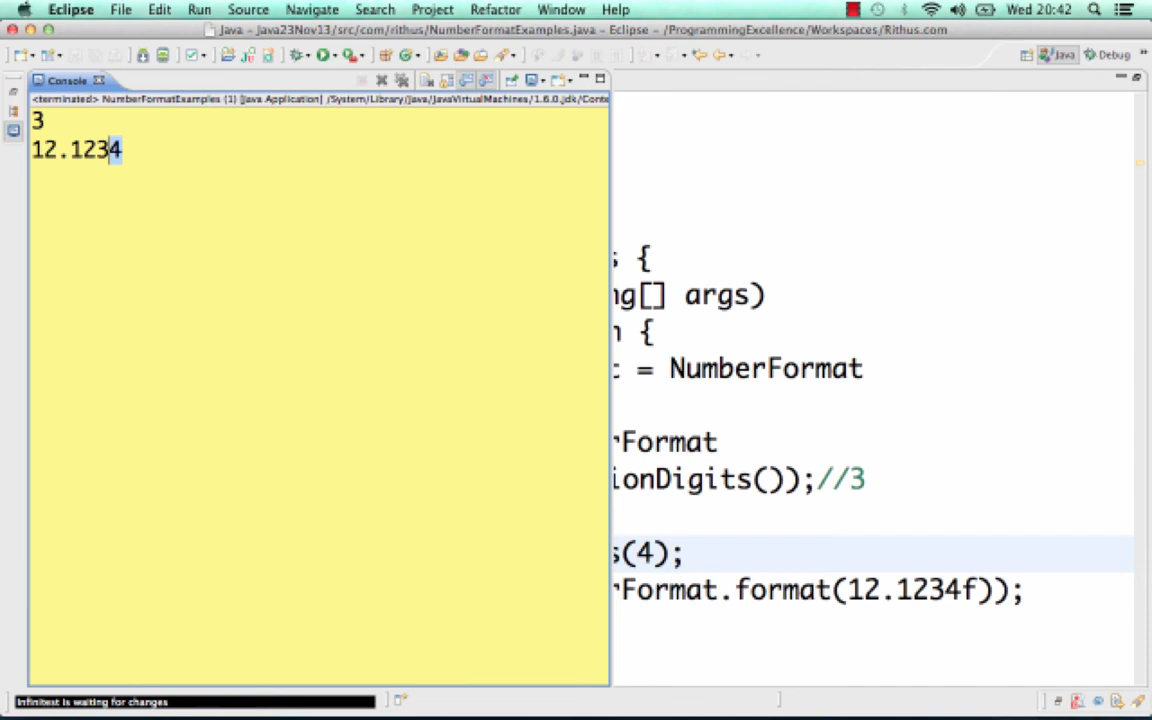 Eclipse File Edit Run Source Navigate Search Project Refactor Window Help Wed 20:42
Java – Java23Nov13/src/com/rithus/NumberFormatExamples.java – Eclipse – /ProgrammingExcellence/Workspaces/Rithus.com
Java Debug
Console
<terminated> NumberFormatExamples (1) [Java Application] /System/Library/Java/JavaVirtualMachines/1.6.0.jdk/Conte
3
12.1234
s {
ng[] args)
n {
t = NumberFormat
rFormat
ionDigits());//3
s(4);
rFormat.format(12.1234f));
Infinitest is waiting for changes